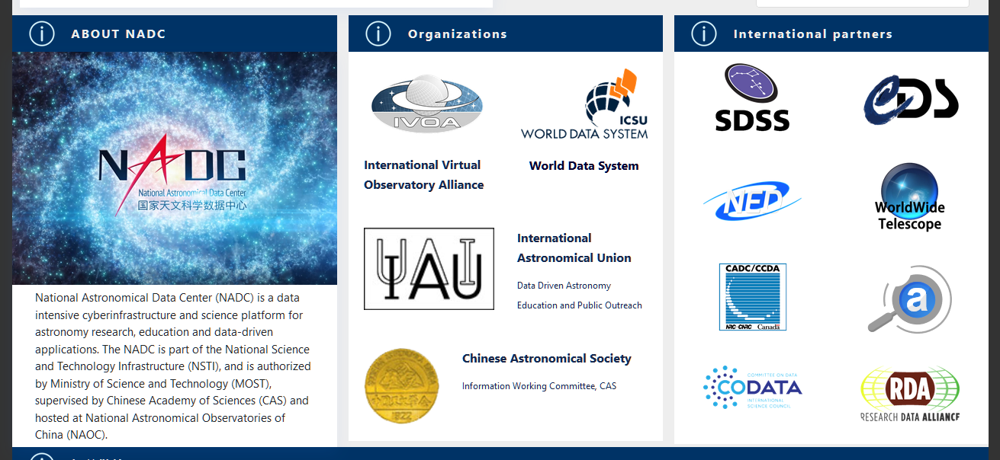 ABOUT NADC
NADC
National Astronomical Data Center
国家天文科学数据中心
National Astronomical Data Center (NADC) is a data
intensive cyberinfrastructure and science platform for
astronomy research, education and data-driven
applications. The NADC is part of the National Science
and Technology Infrastructure (NSTI), and is authorized
by Ministry of Science and Technology (MOST),
supervised by Chinese Academy of Sciences (CAS) and
hosted at National Astronomical Observatories of
China (NAOC).
Organizations
IVOA
ICSU
WORLD DATA SYSTEM
International Virtual
Observatory Alliance
World Data System
IAU
International
Astronomical Union
Data Driven Astronomy
Education and Public Outreach
1922
Chinese Astronomical Society
Information Working Committee, CAS
International partners
SDSS
CDS
NED
WorldWide
Telescope
CADC/CCDA
NRC·CNRC Canada
a
COMMITTEE ON DATA
CODATA
INTERNATIONAL
SCIENCE COUNCIL
RDA
RESEARCH DATA ALLIANCE